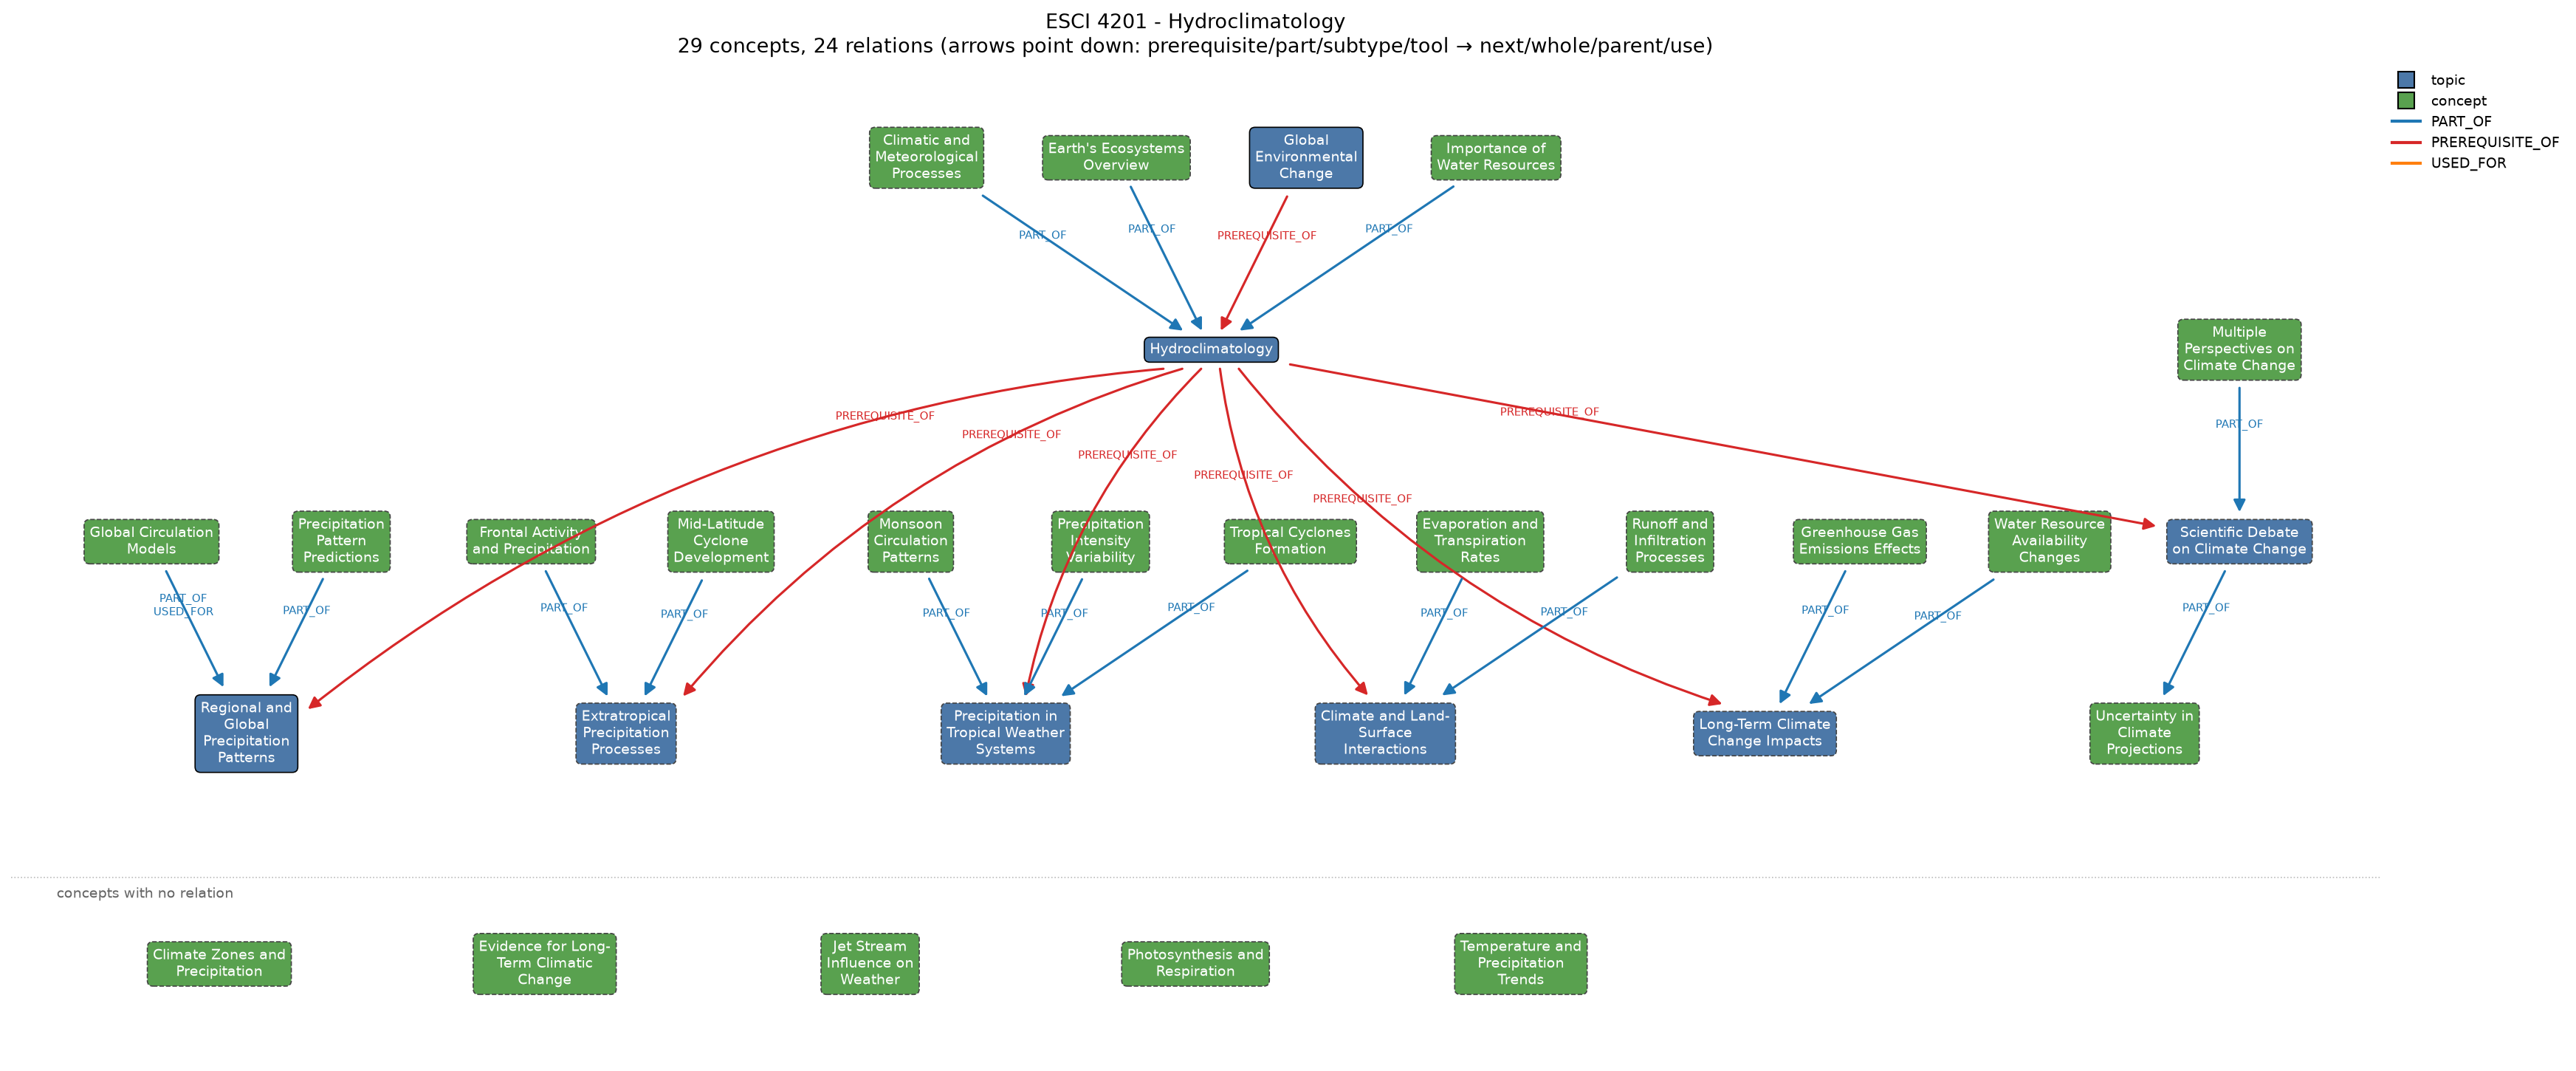 ESCI 4201 - Hydroclimatology
29 concepts, 24 relations (arrows point down: prerequisite/part/subtype/tool → next/whole/parent/use)
topic
concept
PART_OF
PREREQUISITE_OF
USED_FOR
Climatic and
Meteorological
Processes
Earth's Ecosystems
Overview
Global
Environmental
Change
Importance of
Water Resources
PART_OF
PART_OF
PREREQUISITE_OF
PART_OF
Hydroclimatology
Multiple
Perspectives on
Climate Change
PREREQUISITE_OF
PREREQUISITE_OF
PREREQUISITE_OF
PREREQUISITE_OF
PREREQUISITE_OF
PREREQUISITE_OF
PART_OF
Global Circulation
Models
Precipitation
Pattern
Predictions
Frontal Activity
and Precipitation
Mid-Latitude
Cyclone
Development
Monsoon
Circulation
Patterns
Precipitation
Intensity
Variability
Tropical Cyclones
Formation
Evaporation and
Transpiration
Rates
Runoff and
Infiltration
Processes
Greenhouse Gas
Emissions Effects
Water Resource
Availability
Changes
Scientific Debate
on Climate Change
PART_OF
USED_FOR
PART_OF
PART_OF
PART_OF
PART_OF
PART_OF
PART_OF
PART_OF
PART_OF
PART_OF
PART_OF
PART_OF
Regional and
Global
Precipitation
Patterns
Extratropical
Precipitation
Processes
Precipitation in
Tropical Weather
Systems
Climate and Land-
Surface
Interactions
Long-Term Climate
Change Impacts
Uncertainty in
Climate
Projections
concepts with no relation
Climate Zones and
Precipitation
Evidence for Long-
Term Climatic
Change
Jet Stream
Influence on
Weather
Photosynthesis and
Respiration
Temperature and
Precipitation
Trends